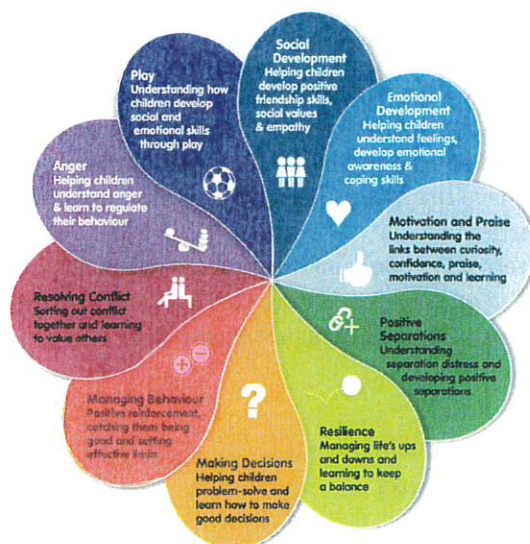 Social
Development
Helping children
develop positive
friendship skills,
social values
& empathy
Emotional
Development
Helping children
understand feelings,
develop emotional
awareness &
coping skills
Motivation and Praise
Understanding the
links between curiosity,
confidence, praise,
motivation and learning
Positive
Separations
Understanding
separation distress and
developing positive
separations
Resilience
Managing life's ups
and downs and
learning to keep
a balance
Making Decisions
Helping children
problem-solve and
learn how to make
good decisions
Managing Behaviour
Positive reinforcement,
catching them being
good and setting
effective limits
Resolving Conflict
Sorting out conflict
together and learning
to value others
Anger
Helping children
understand anger
& learn to regulate
their behaviour
Play
Understanding how
children develop
social and
emotional skills
through play